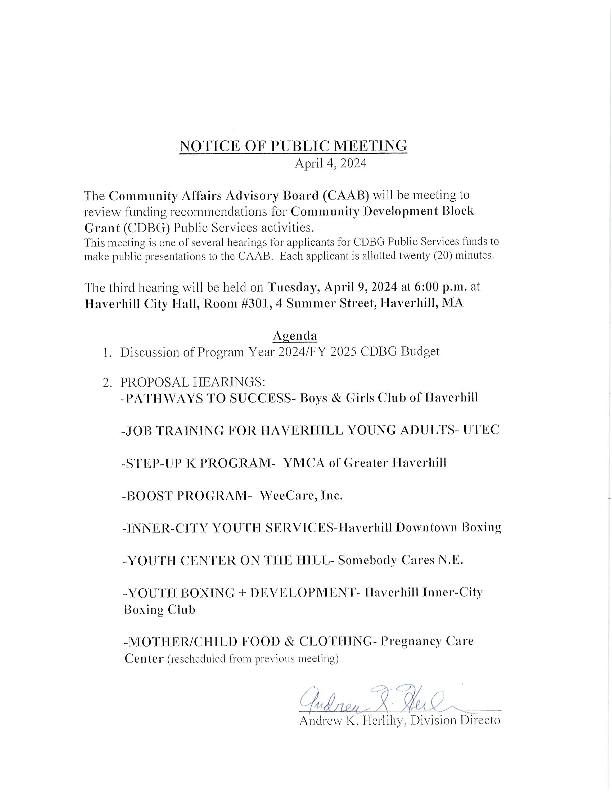 NOTICE OF PUBLIC MEETING
April 4, 2024
The Community Affairs Advisory Board (CAAB) will be meeting to
review funding recommendations for Community Development Block
Grant (CDBG) Public Services activities.
This meeting is one of several hearings for applicants for CDBG Public Services funds to
make public presentations to the CAAB. Each applicant is allotted twenty (20) minutes.
The third hearing will be held on Tuesday, April 9, 2024 at 6:00 p.m. at
Haverhill City Hall, Room #301, 4 Summer Street, Haverhill, MA
Agenda
1. Discussion of Program Year 2024/FY 2025 CDBG Budget
2. PROPOSAL HEARINGS:
-PATHWAYS TO SUCCESS- Boys & Girls Club of Haverhill
-JOB TRAINING FOR HAVERHILL YOUNG ADULTS- UTEC
-STEP-UP K PROGRAM- YMCA of Greater Haverhill
-BOOST PROGRAM- WeeCare, Inc.
-INNER-CITY YOUTH SERVICES-Haverhill Downtown Boxing
-YOUTH CENTER ON THE HILL- Somebody Cares N.E.
-YOUTH BOXING + DEVELOPMENT- Haverhill Inner-City
Boxing Club
-MOTHER/CHILD FOOD & CLOTHING- Pregnancy Care
Center (rescheduled from previous meeting)
Andrew K. Herlihy, Division Directo